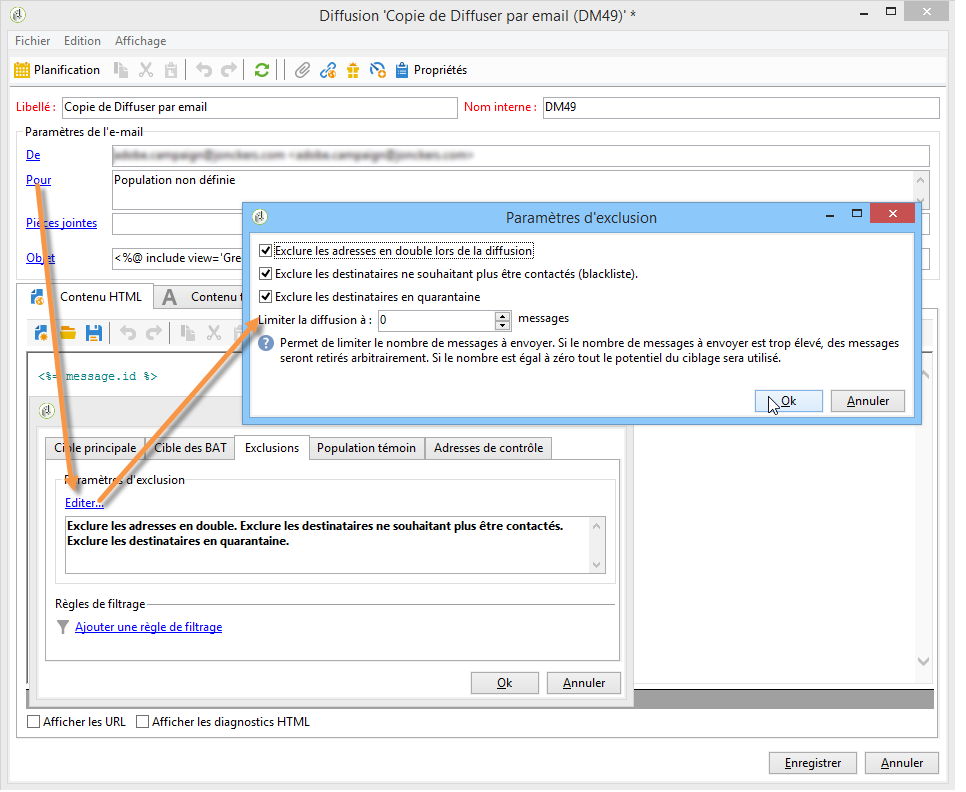 Diffusion 'Copie de Diffuser par email (DM49)' *
Fichier Edition Affichage
Planification Propriétés
Libellé : Copie de Diffuser par email Nom interne : DM49
Paramètres de l'e-mail
De
Pour Population non définie
Pièces jointes
Objet <%@ include view='Gre
Contenu HTML Contenu
<%= message.id %>
Paramètres d'exclusion
Exclure les adresses en double lors de la diffusion
Exclure les destinataires ne souhaitant plus être contactés (blackliste).
Exclure les destinataires en quarantaine
Limiter la diffusion à : 0 messages
Permet de limiter le nombre de messages à envoyer. Si le nombre de messages à envoyer est trop élevé, des messages
seront retirés arbitrairement. Si le nombre est égal à zéro tout le potentiel du ciblage sera utilisé.
Ok Annuler
Cible principale Cible des BAT Exclusions Population témoin Adresses de contrôle
Paramètres d'exclusion
Editer...
Exclure les adresses en double. Exclure les destinataires ne souhaitant plus être contactés.
Exclure les destinataires en quarantaine.
Règles de filtrage
Ajouter une règle de filtrage
Ok Annuler
Afficher les URL Afficher les diagnostics HTML
Enregistrer Annuler